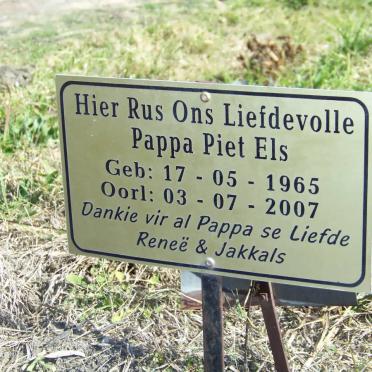 Hier Rus Ons Liefdevolle
Pappa Piet Els
Geb: 17 - 05 - 1965
Oorl: 03 - 07 - 2007
Dankie vir al Pappa se Liefde
Reneë & Jakkals